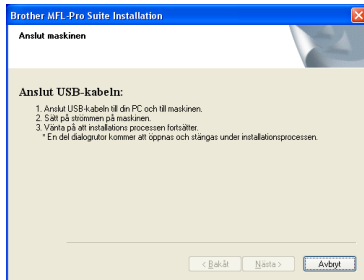 Brother MFL-Pro Suite Installation
Anslut maskinen
Anslut USB-kabeln:
1. Anslut USB-kabeln till din PC och till maskinen.
2. Sätt på strömmen på maskinen.
3. Vänta på att installations processen fortsätter.
* En del dialogrutor kommer att öppnas och stängas under installationsprocessen.
< Bakåt
Nästa >
Avbryt